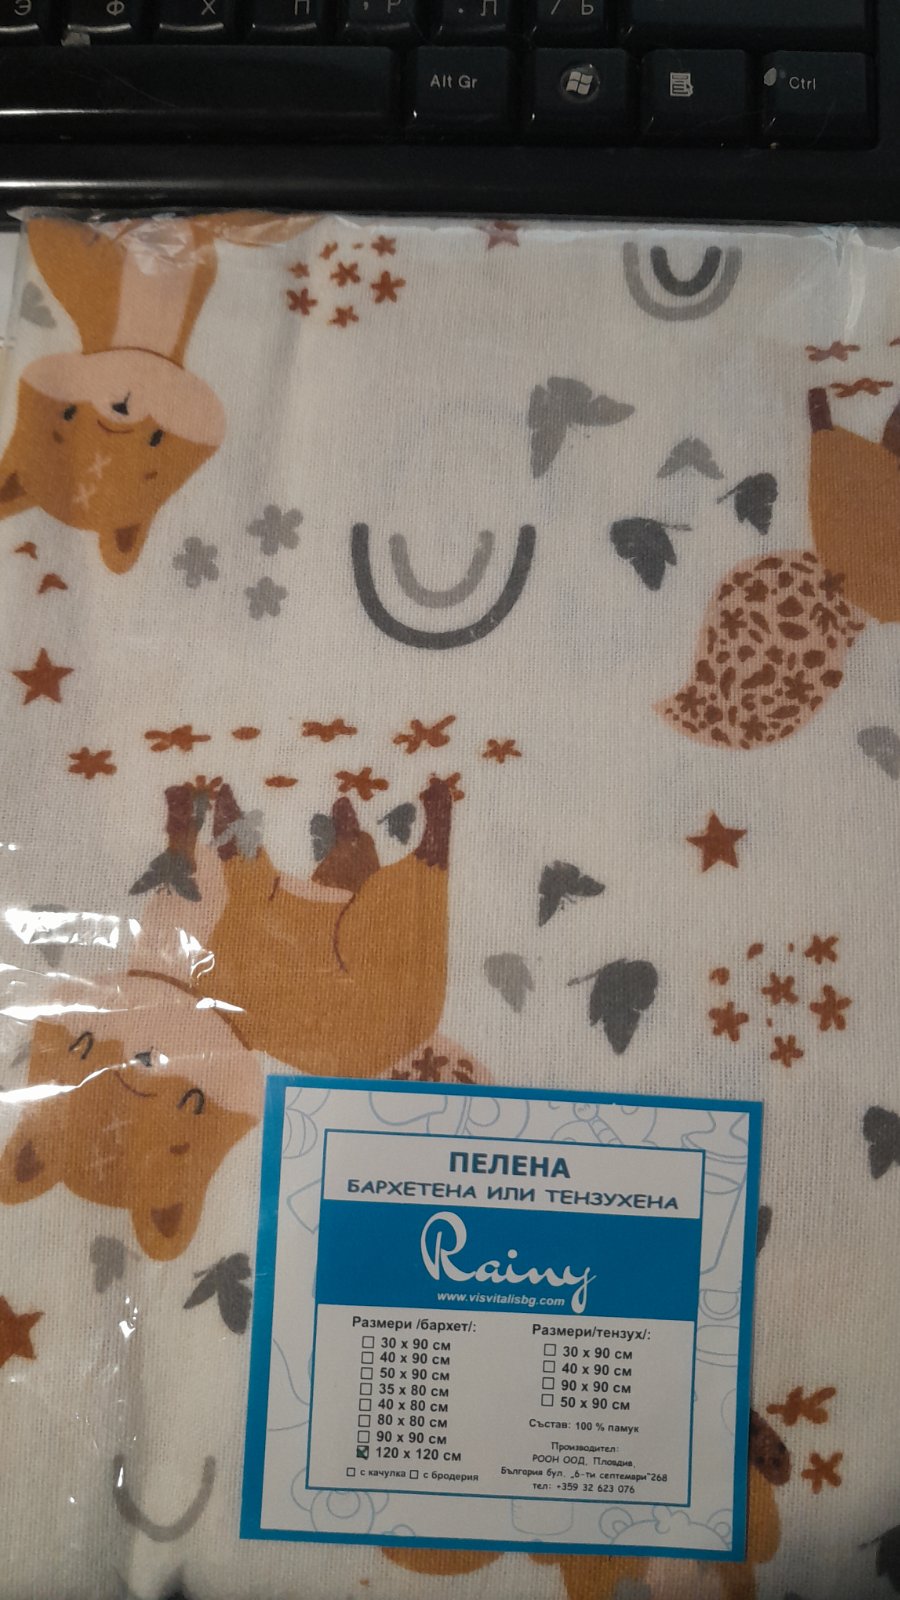 Э Ф Х П ' Р . Л / Б
Alt Gr
Ctrl
ПЕЛЕНА
БАРХЕТЕНА ИЛИ ТЕНЗУХЕНА
Rainy
www.visvitalisbg.com
Размери /бархет/:
30 x 90 см
40 x 90 см
50 x 90 см
35 x 80 см
40 x 80 см
80 x 80 см
90 x 90 см
120 x 120 см
с качулка с бродерия
Размери/тензух/:
30 x 90 см
40 x 90 см
90 x 90 см
50 x 90 см
Състав: 100 % памук
Производител:
РООН ООД, Пловдив,
България бул. „6-ти септември"268
тел: +359 32 623 076